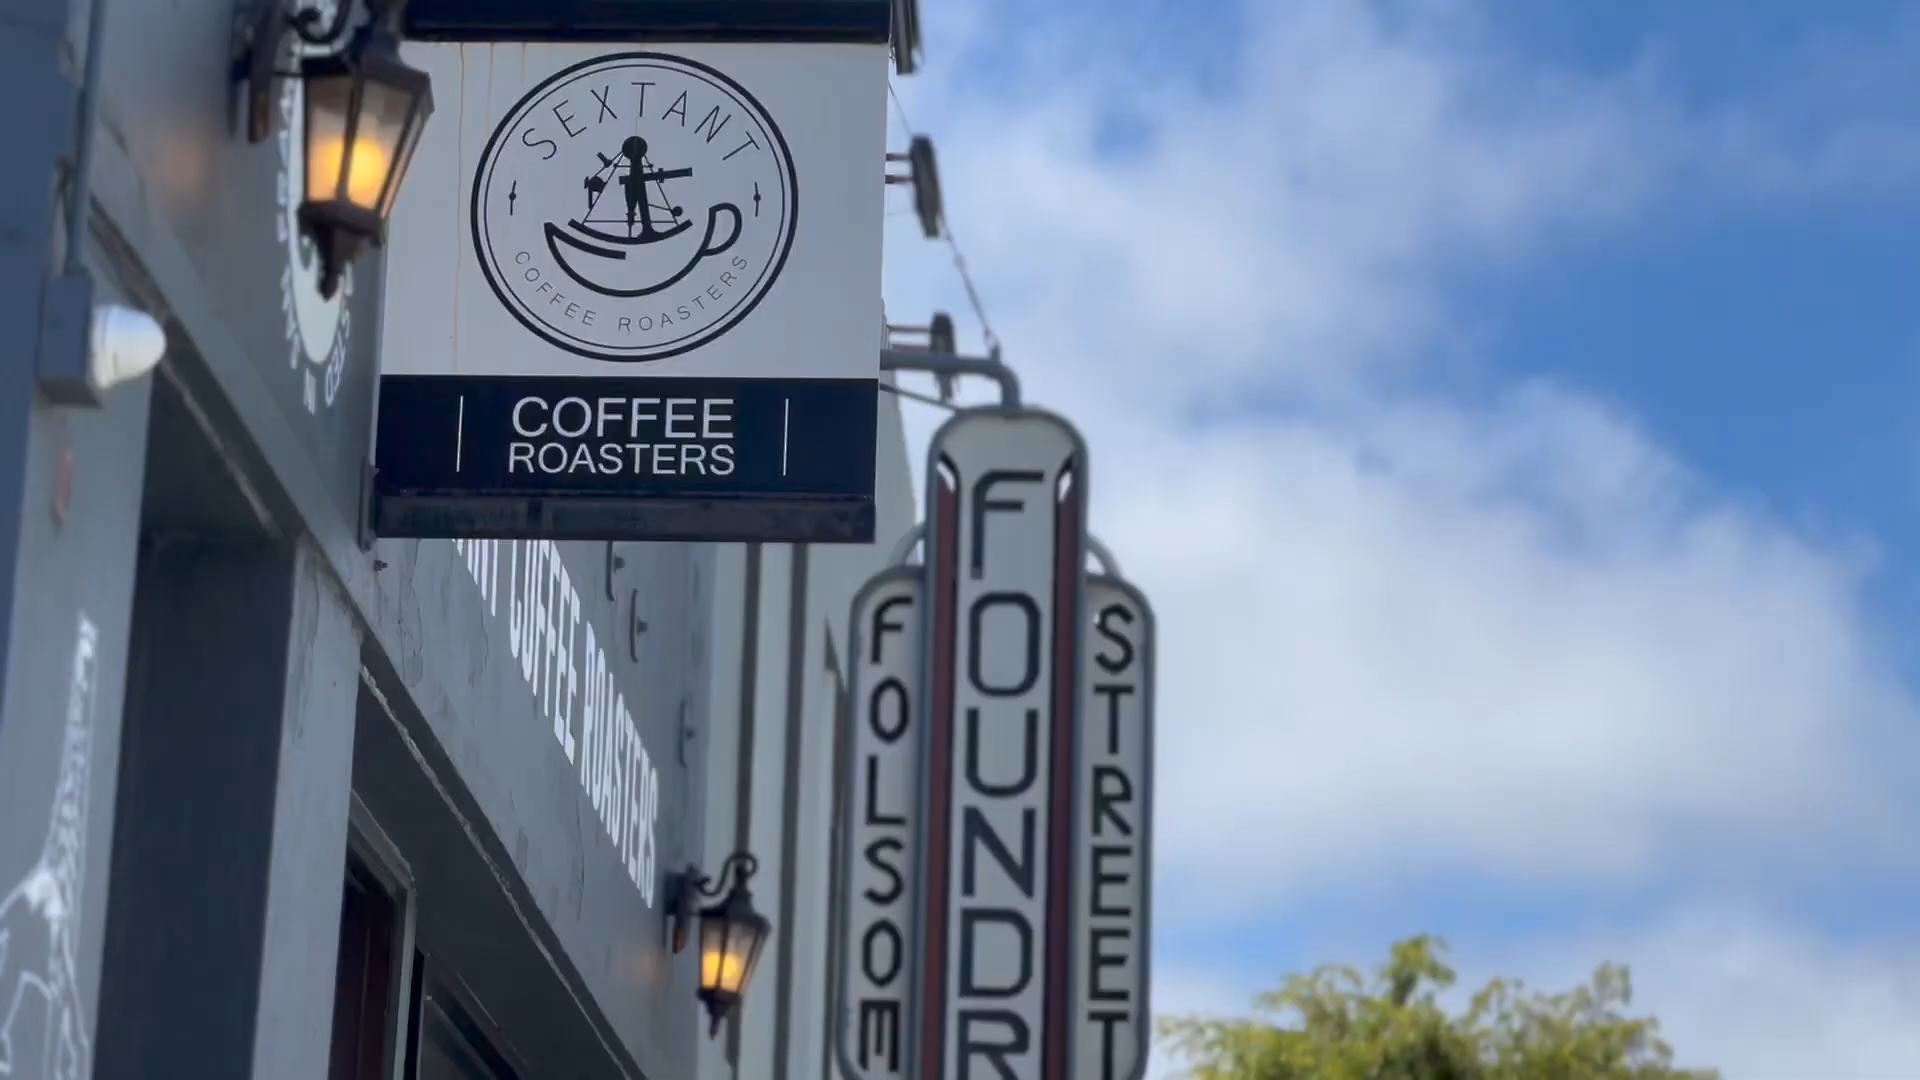 SEXTANT
COFFEE ROASTERS
COFFEE
ROASTERS
COFFEE ROASTERS
FOLSOM
FOUNDR
STREET